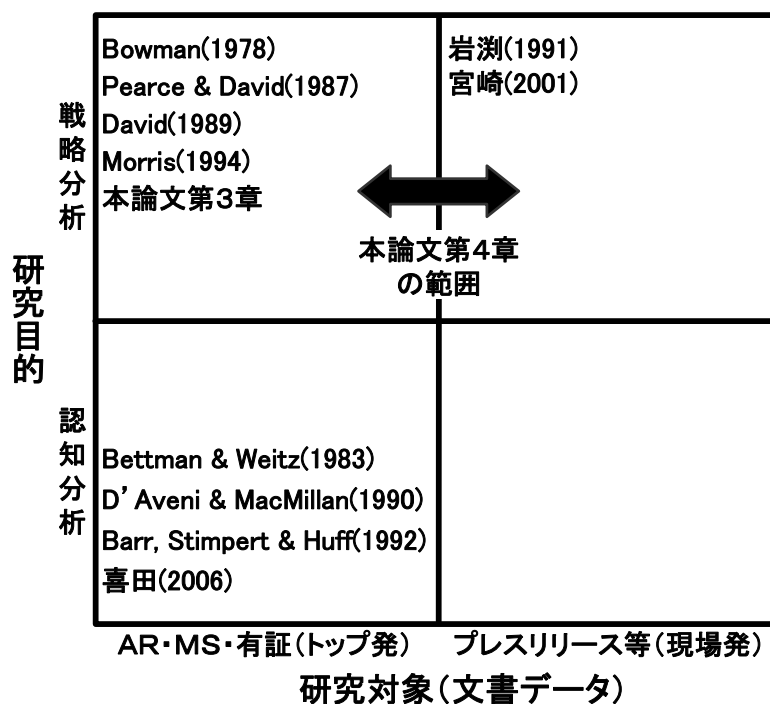 Bowman(1978)
Pearce & David(1987)
David(1989)
Morris(1994)
本論文第3章
岩渕(1991)
宮崎(2001)
本論文第4章
の範囲
戦略分析
研究目的
認知分析
Bettman & Weitz(1983)
D’Aveni & MacMillan(1990)
Barr, Stimpert & Huff(1992)
喜田(2006)
AR・MS・有証(トップ発)
プレスリリース等(現場発)
研究対象(文書データ)